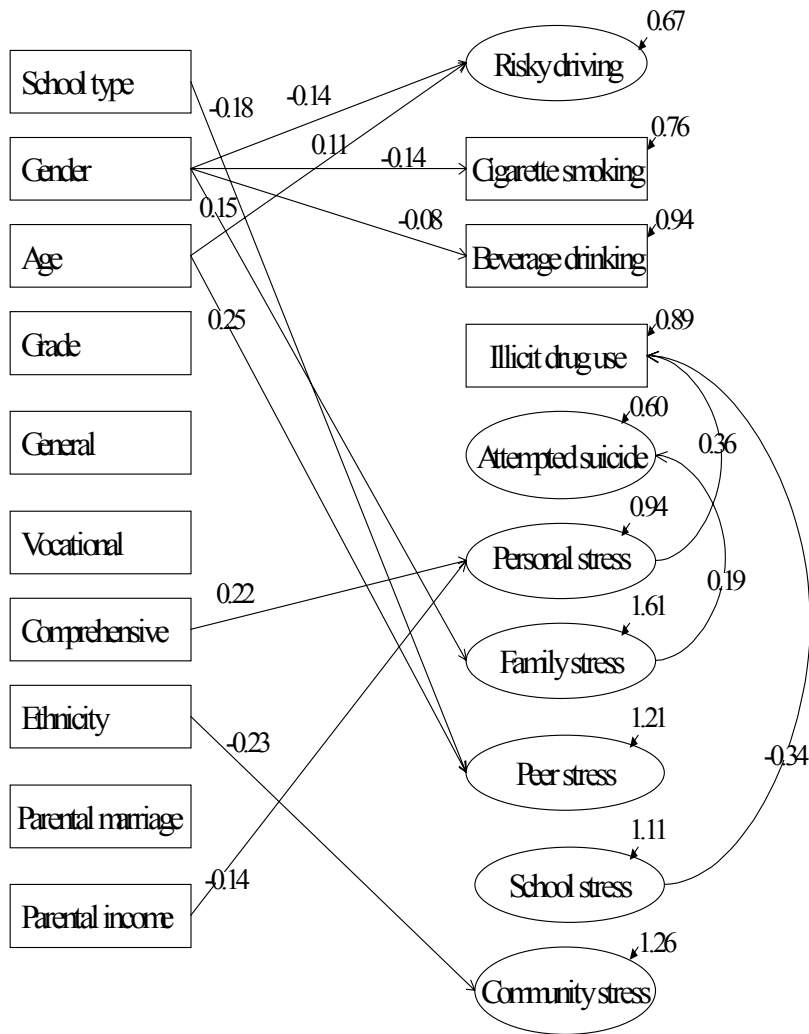 0.67
Risky driving
School type
-0.18
-0.14
0.76
Gender
0.11
-0.14
Cigarette smoking
0.15
-0.08
0.94
Age
Beverage drinking
0.25
0.89
Grade
Illicit drug use
0.60
General
Attempted suicide
0.36
0.94
Vocational
Personal stress
0.19
0.22
1.61
Comprehensive
Family stress
Ethnicity
1.21
-0.23
-0.34
Peer stress
Parental marriage
1.11
-0.14
School stress
Parental income
1.26
Community stress